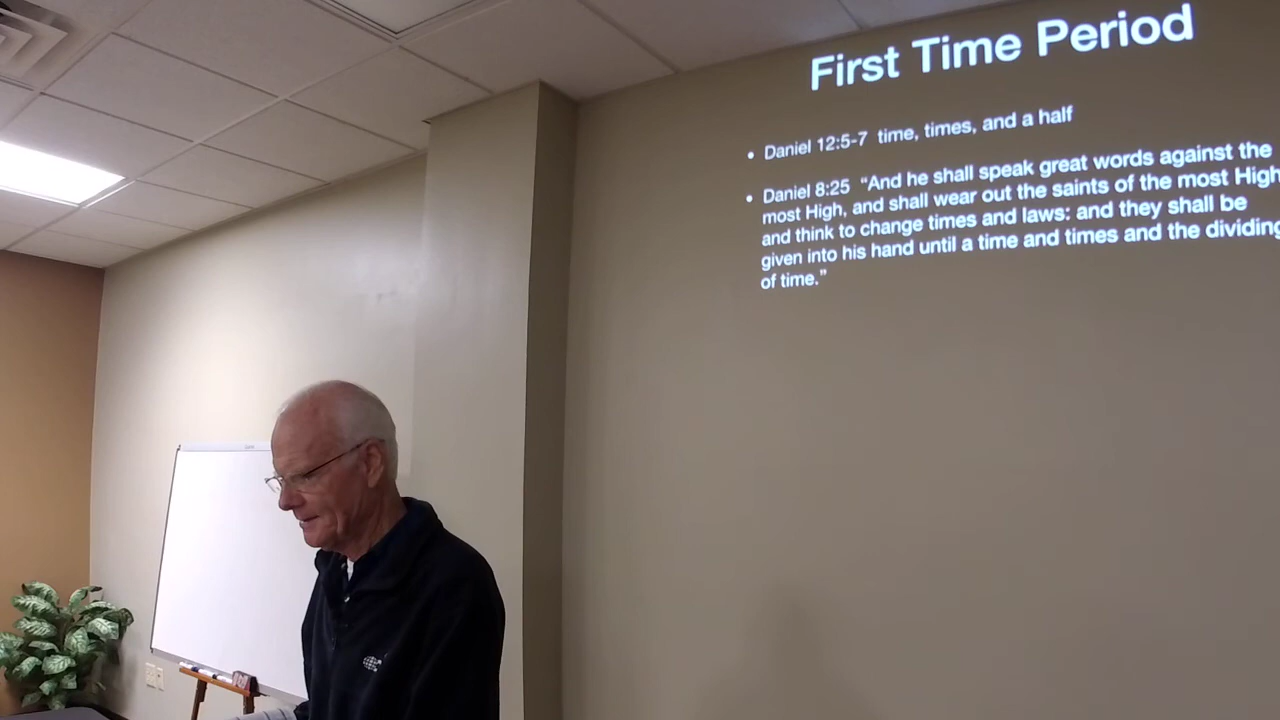 First Time Period
• Daniel 12:5-7 time, times, and a half
• Daniel 8:25 “And he shall speak great words against the
most High, and shall wear out the saints of the most High
and think to change times and laws: and they shall be
given into his hand until a time and times and the dividing
of time.”